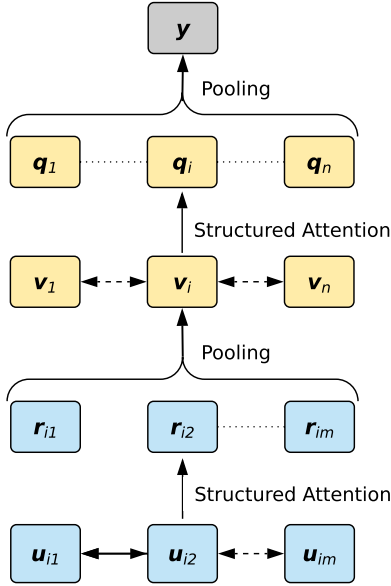 y
Pooling
q1 qi qn
Structured Attention
v1 vi vn
Pooling
ri1 ri2 rim
Structured Attention
ui1 ui2 uim